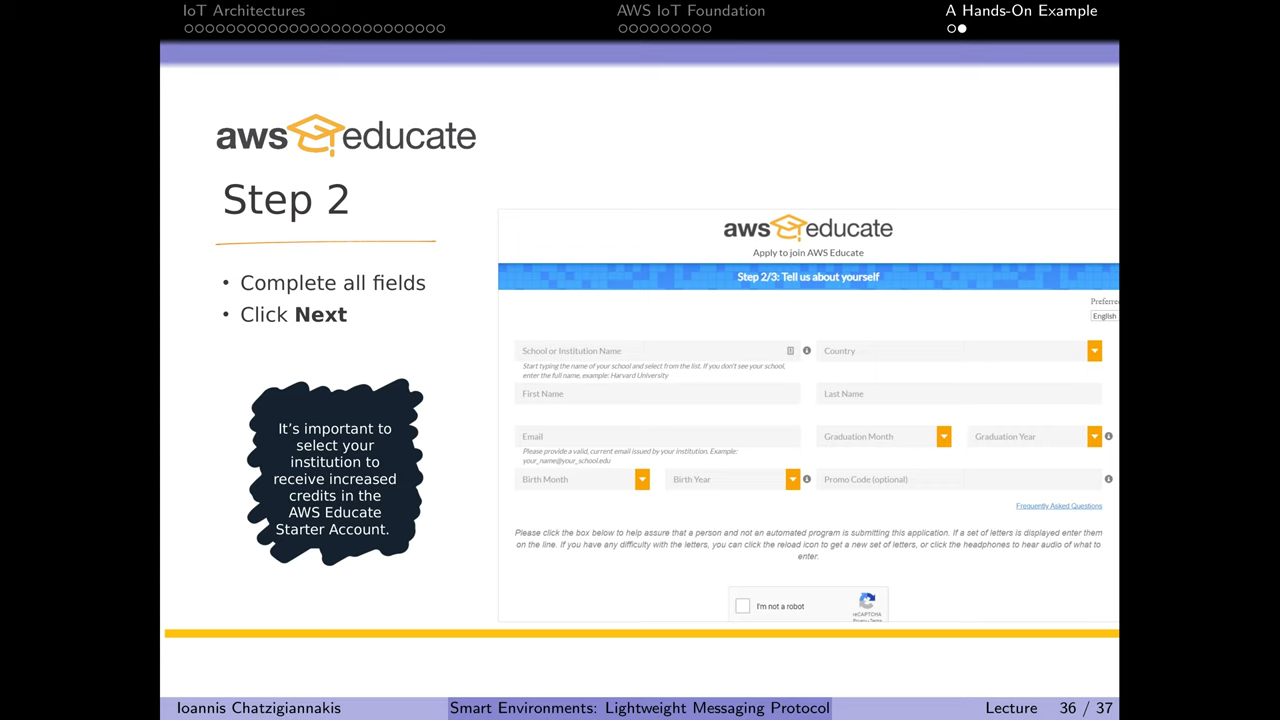 IoT Architectures
AWS IoT Foundation
A Hands-On Example
aws educate
Step 2
• Complete all fields
• Click Next
It's important to
select your
institution to
receive increased
credits in the
AWS Educate
Starter Account.
aws educate
Apply to join AWS Educate
Step 2/3: Tell us about yourself
Preferre
English
School or Institution Name
Country
Start typing the name of your school and select from the list. If you don't see your school,
enter the full name, example: Harvard University
First Name
Last Name
Email
Graduation Month
Graduation Year
Please provide a valid, current email issued by your institution. Example:
your_name@your_school.edu
Birth Month
Birth Year
Promo Code (optional)
Frequently Asked Questions
Please click the box below to help assure that a person and not an automated program is submitting this application. If a set of letters is displayed enter them
on the line. If you have any difficulty with the letters, you can click the reload icon to get a new set of letters, or click the headphones to hear audio of what to
enter.
I'm not a robot
reCAPTCHA
Privacy - Terms
Ioannis Chatzigiannakis
Smart Environments: Lightweight Messaging Protocol
Lecture 36 / 37